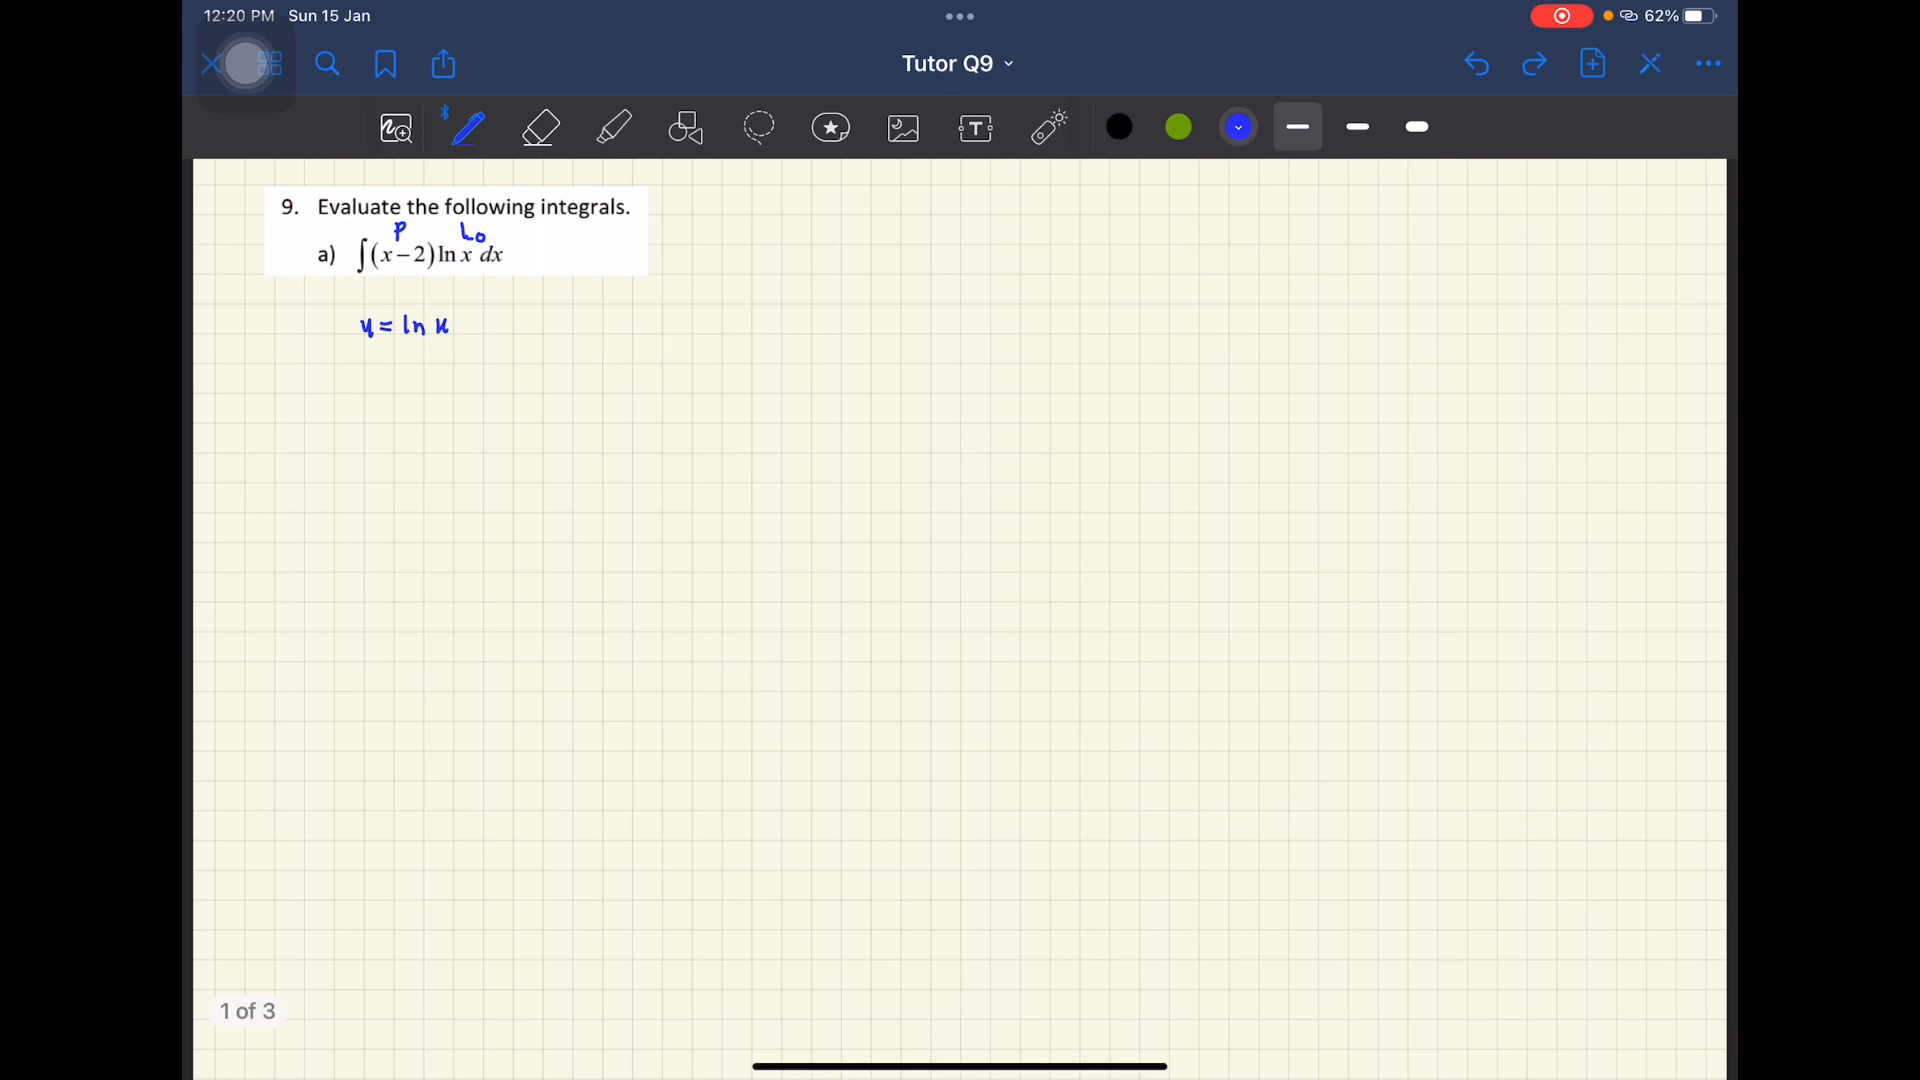 12:20 PM Sun 15 Jan
62%
Tutor Q9
9. Evaluate the following integrals.
P Lo
a) ∫(x−2)ln x dx
u = ln x
1 of 3